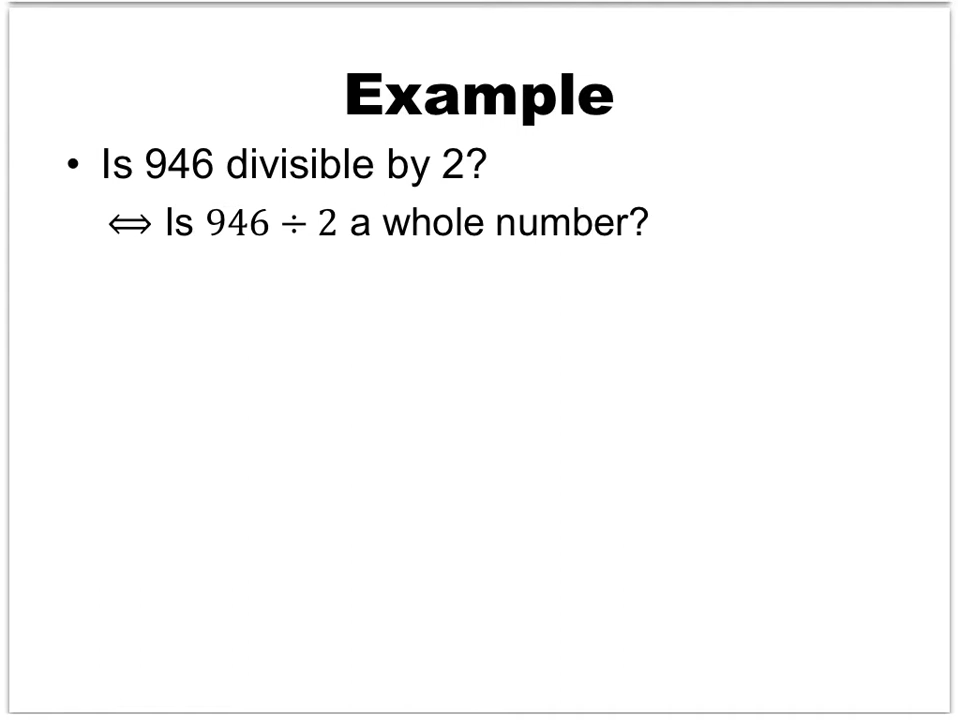 Example
• Is 946 divisible by 2?
⟺ Is 946 ÷ 2 a whole number?